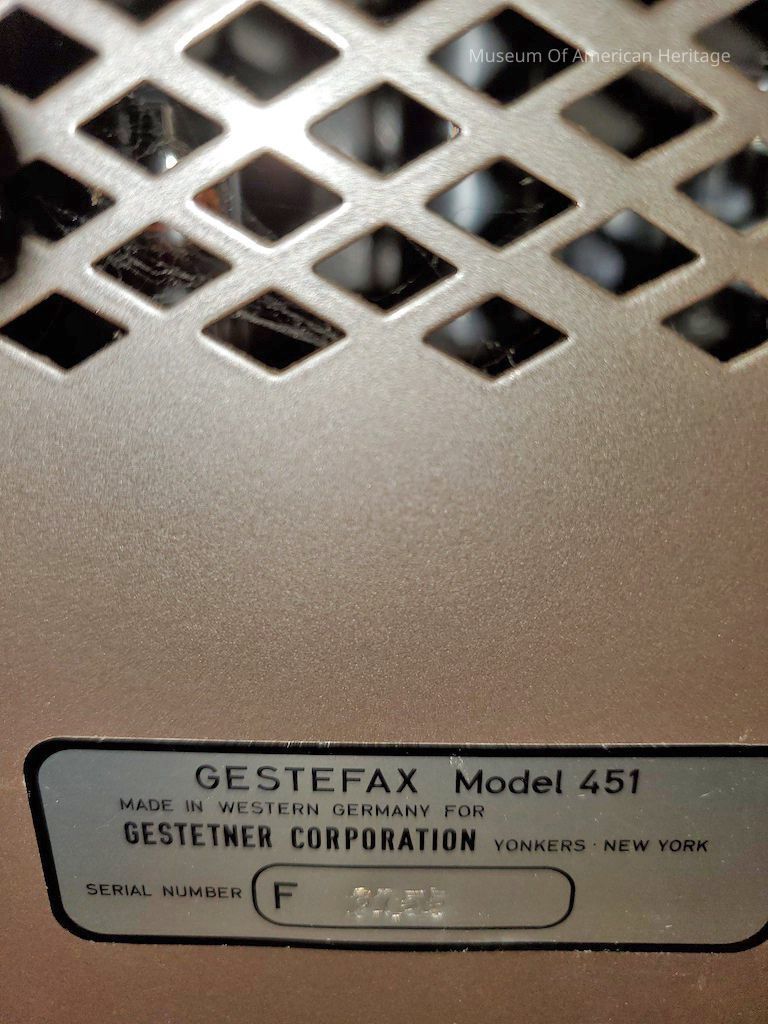 Museum Of American Heritage
GESTEFAX Model 451
MADE IN WESTERN GERMANY FOR
GESTETNER CORPORATION YONKERS · NEW YORK
SERIAL NUMBER F